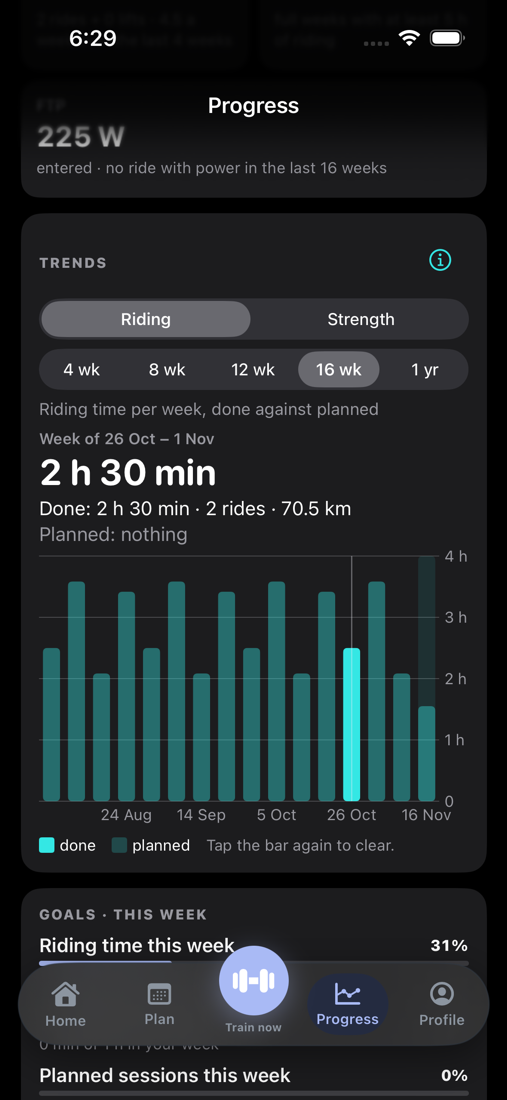 6:29
Progress
FTP
225 W
entered · no ride with power in the last 16 weeks
TRENDS
Riding Strength
4 wk 8 wk 12 wk 16 wk 1 yr
Riding time per week, done against planned
Week of 26 Oct – 1 Nov
2 h 30 min
Done: 2 h 30 min · 2 rides · 70.5 km
Planned: nothing
4 h
3 h
2 h
1 h
0
24 Aug 14 Sep 5 Oct 26 Oct 16 Nov
done planned Tap the bar again to clear.
GOALS · THIS WEEK
Riding time this week 31%
Home Plan Train now Progress Profile
Planned sessions this week 0%